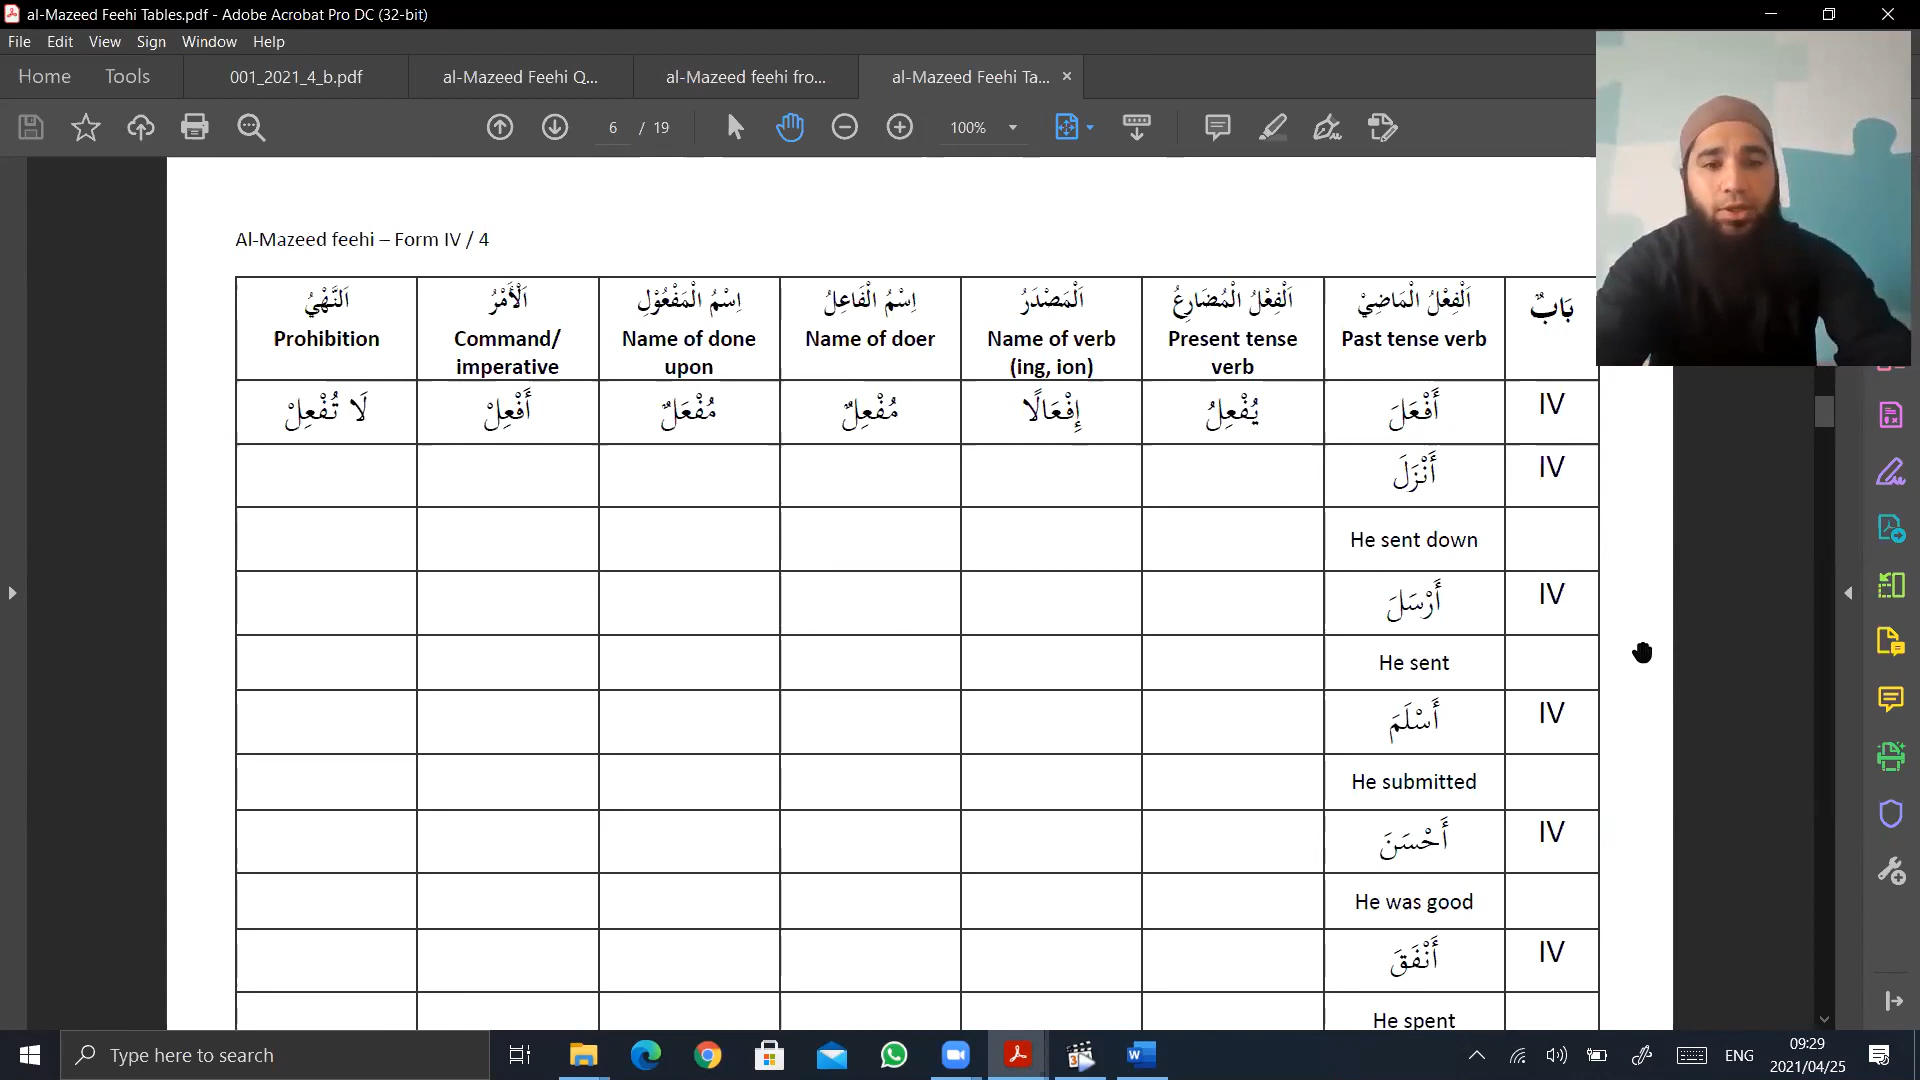 al-Mazeed Feehi Tables.pdf - Adobe Acrobat Pro DC (32-bit)
File Edit View Sign Window Help
Home Tools 001_2021_4_b.pdf al-Mazeed Feehi Q... al-Mazeed feehi fro... al-Mazeed Feehi Ta... ×
6 / 19 100%
Al-Mazeed feehi – Form IV / 4
بَابٌ اَلْفِعْلُ الْمَاضِيْ اَلْفِعْلُ الْمُضَارِعُ اَلْمَصْدَرُ اِسْمُ الْفَاعِلُ اِسْمُ الْمَفْعُوْلِ اَلْأَمْرُ اَلنَّهْيُ
Prohibition Command/ Name of done Name of doer Name of verb Present tense Past tense verb
imperative upon (ing, ion) verb
IV أَفْعَلَ يُفْعِلُ إِفْعَالًا مُفْعِلٌ مُفْعَلٌ أَفْعِلْ لَا تُفْعِلْ
IV أَنْزَلَ
He sent down
IV أَرْسَلَ
He sent
IV أَسْلَمَ
He submitted
IV أَحْسَنَ
He was good
IV أَنْفَقَ
He spent
Type here to search
ENG
09:29
2021/04/25